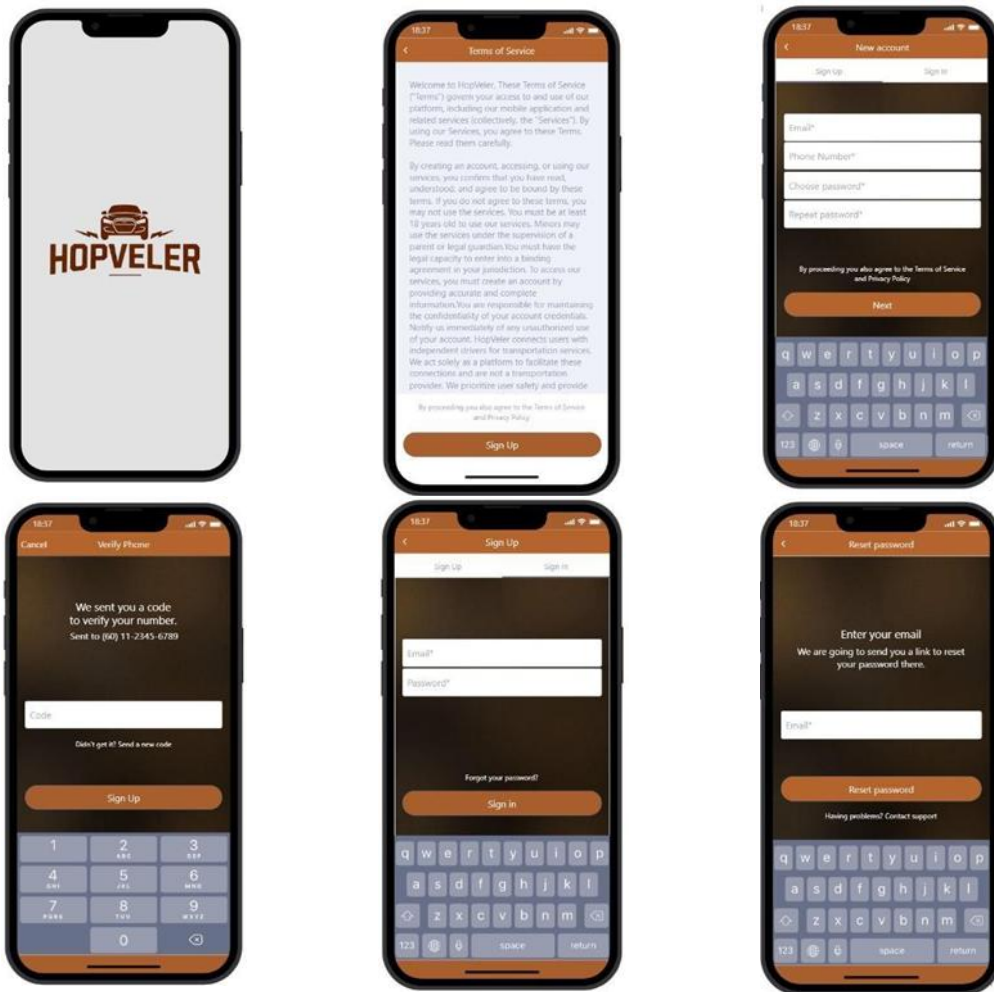 HOPVELER
18:37
Terms of Service
Welcome to HopVeler. These Terms of Service
("Terms") govern your access to and use of our
platform, including our mobile application and
related services (collectively, the "Services"). By
using our Services, you agree to these Terms.
Please read them carefully.
By creating an account, accessing, or using our
services, you confirm that you have read,
understood, and agree to be bound by these
terms. If you do not agree to these terms, you
may not use the services. You must be at least
18 years old to use our services. Minors may
use the services under the supervision of a
parent or legal guardian.You must have the
legal capacity to enter into a binding
agreement in your jurisdiction. To access our
services, you must create an account by
providing accurate and complete
information.You are responsible for maintaining
the confidentiality of your account credentials.
Notify us immediately of any unauthorized use
of your account. HopVeler connects users with
independent drivers for transportation services.
We act solely as a platform to facilitate these
connections and are not a transportation
provider. We prioritize user safety and provide
By proceeding you also agree to the Terms of Service
and Privacy Policy
Sign Up
18:37
New account
Sign Up
Sign In
Email*
Phone Number*
Choose password*
Repeat password*
By proceeding you also agree to the Terms of Service
and Privacy Policy
Next
q w e r t y u i o p
a s d f g h j k l
z x c v b n m
123 space return
18:37
Cancel Verify Phone
We sent you a code
to verify your number.
Sent to (60) 11-2345-6789
Code
Didn't get it? Send a new code
Sign Up
1 2 3
ABC DEF
4 5 6
GHI JKL MNO
7 8 9
PQRS TUV WXYZ
0
18:37
Sign Up
Sign Up
Sign In
Email*
Password*
Forgot your password?
Sign in
q w e r t y u i o p
a s d f g h j k l
z x c v b n m
123 space return
18:37
Reset password
Enter your email
We are going to send you a link to reset
your password there.
Email*
Reset password
Having problems? Contact support
q w e r t y u i o p
a s d f g h j k l
z x c v b n m
123 space return